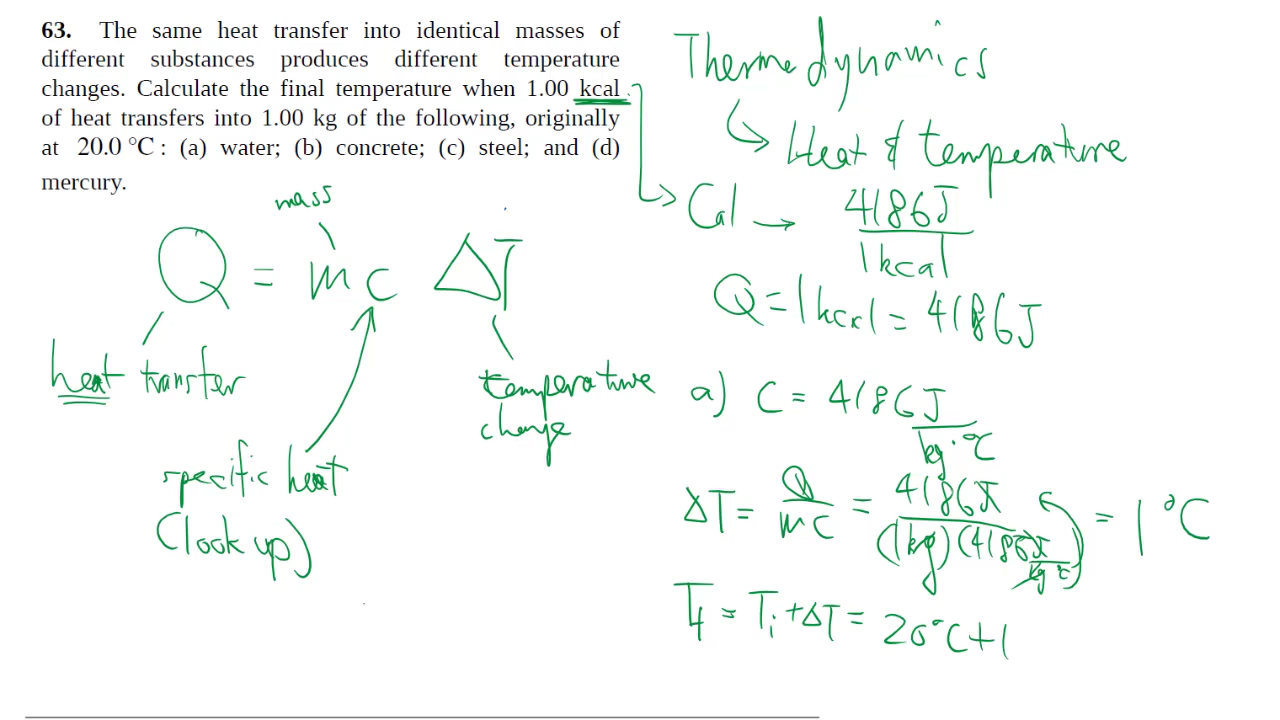 63. The same heat transfer into identical masses of
different substances produces different temperature
changes. Calculate the final temperature when 1.00 kcal
of heat transfers into 1.00 kg of the following, originally
at 20.0 °C : (a) water; (b) concrete; (c) steel; and (d)
mercury.
mass
Q = mc ΔT
heat transfer
temperature
change
specific heat
(look up)
Thermodynamics
Heat & temperature
Cal → 4186J / 1kcal
Q = 1kcal = 4186J
a) C = 4186J / kg·°C
ΔT = Q / mc = 4186J / (1kg)(4186J / kg°C) = 1°C
Tf = Ti + ΔT = 20°C + 1